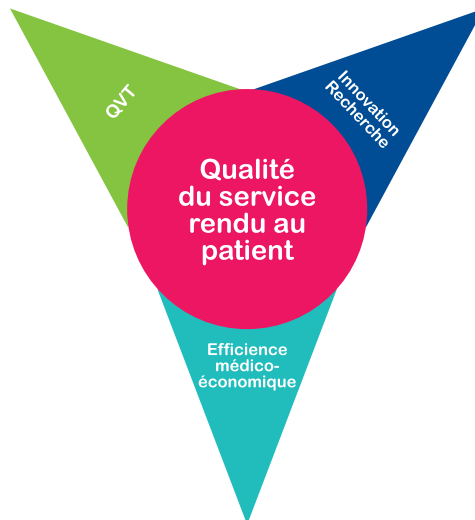 QVT
Innovation
Recherche
Qualité
du service
rendu au
patient
Efficience
médico-
économique